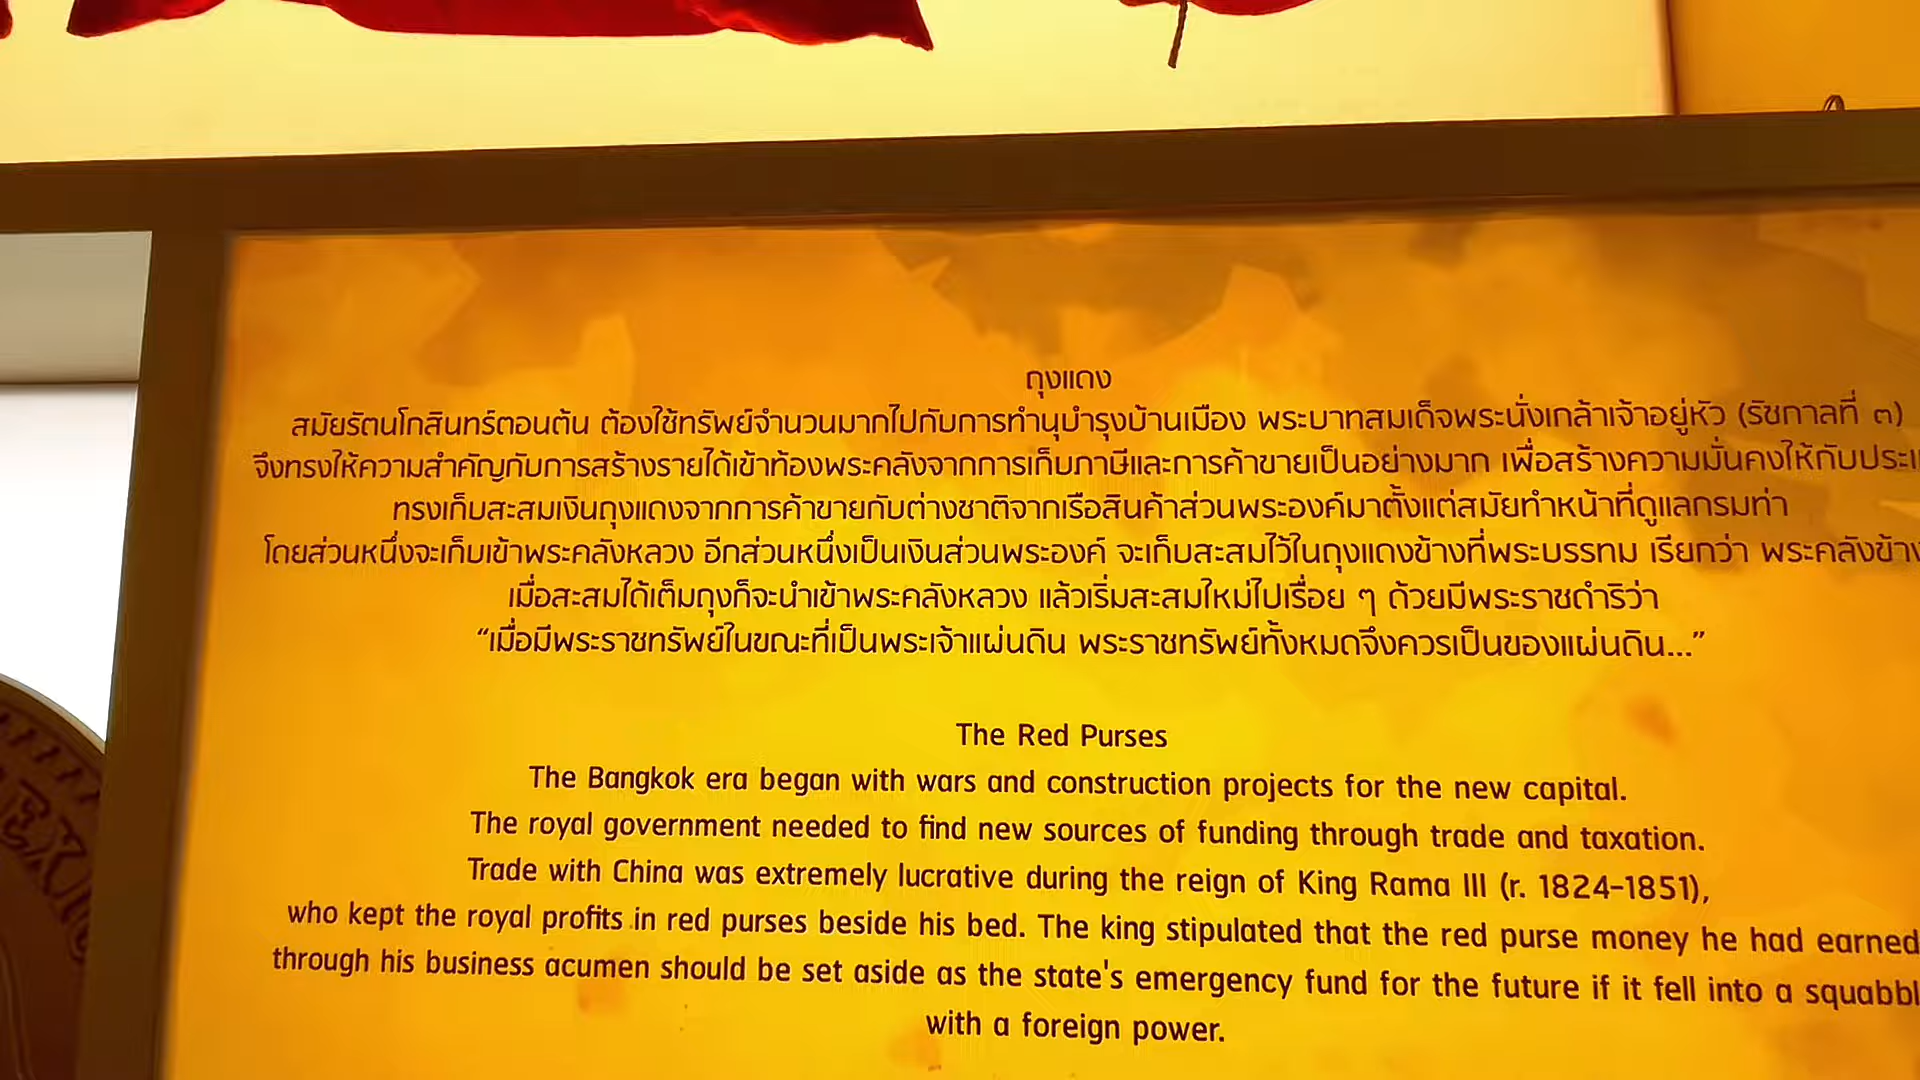 ถุงแดง
สมัยรัตนโกสินทร์ตอนต้น ต้องใช้ทรัพย์จำนวนมากไปกับการทำนุบำรุงบ้านเมือง พระบาทสมเด็จพระนั่งเกล้าเจ้าอยู่หัว (รัชกาลที่ ๓)
จึงทรงให้ความสำคัญกับการสร้างรายได้เข้าท้องพระคลังจากการเก็บภาษีและการค้าขายเป็นอย่างมาก เพื่อสร้างความมั่นคงให้กับประเ
ทรงเก็บสะสมเงินถุงแดงจากการค้าขายกับต่างชาติจากเรือสินค้าส่วนพระองค์มาตั้งแต่สมัยทำหน้าที่ดูแลกรมท่า
โดยส่วนหนึ่งจะเก็บเข้าพระคลังหลวง อีกส่วนหนึ่งเป็นเงินส่วนพระองค์ จะเก็บสะสมไว้ในถุงแดงข้างที่พระบรรทม เรียกว่า พระคลังข้าง
เมื่อสะสมได้เต็มถุงก็จะนำเข้าพระคลังหลวง แล้วเริ่มสะสมใหม่ไปเรื่อย ๆ ด้วยมีพระราชดำริว่า
“เมื่อมีพระราชทรัพย์ในขณะที่เป็นพระเจ้าแผ่นดิน พระราชทรัพย์ทั้งหมดจึงควรเป็นของแผ่นดิน...”
The Red Purses
The Bangkok era began with wars and construction projects for the new capital.
The royal government needed to find new sources of funding through trade and taxation.
Trade with China was extremely lucrative during the reign of King Rama III (r. 1824-1851),
who kept the royal profits in red purses beside his bed. The king stipulated that the red purse money he had earned
through his business acumen should be set aside as the state's emergency fund for the future if it fell into a squabbl
with a foreign power.